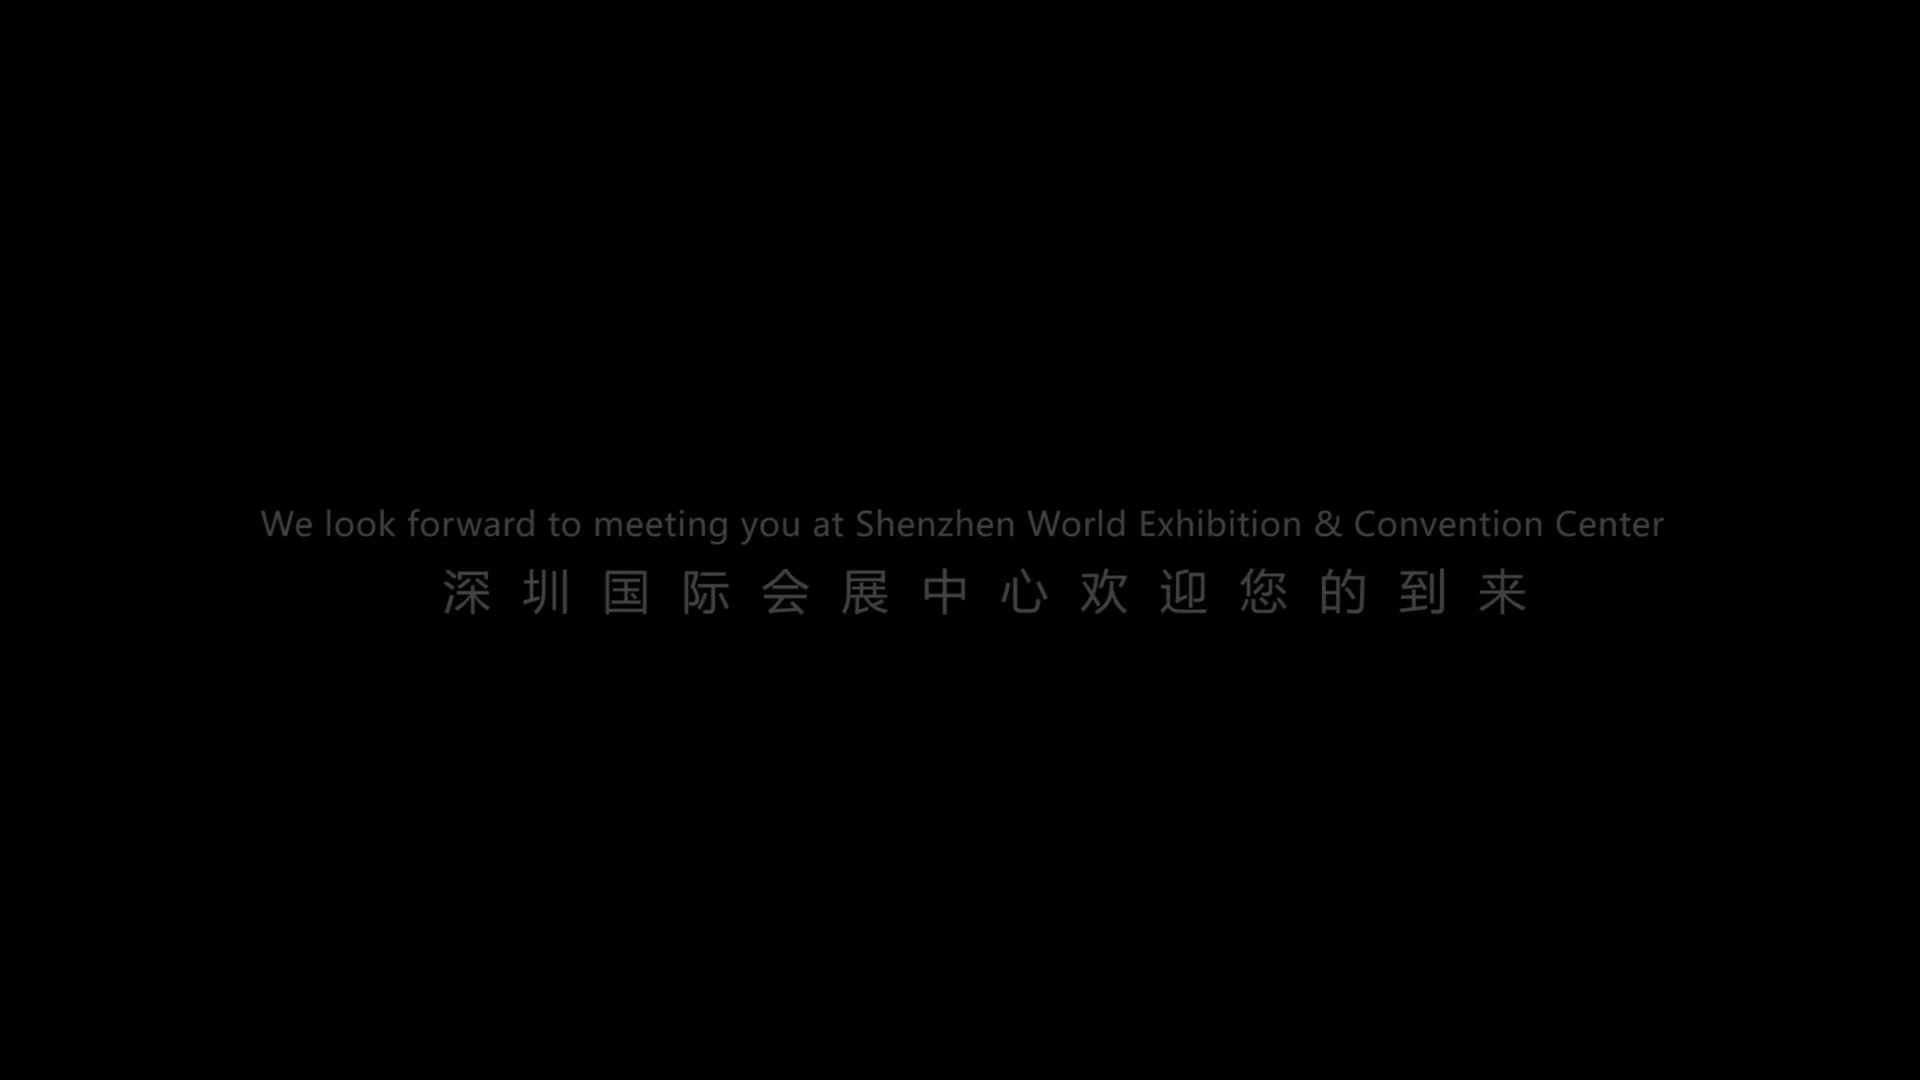 We look forward to meeting you at Shenzhen World Exhibition & Convention Center
深圳国际会展中心欢迎您的到来